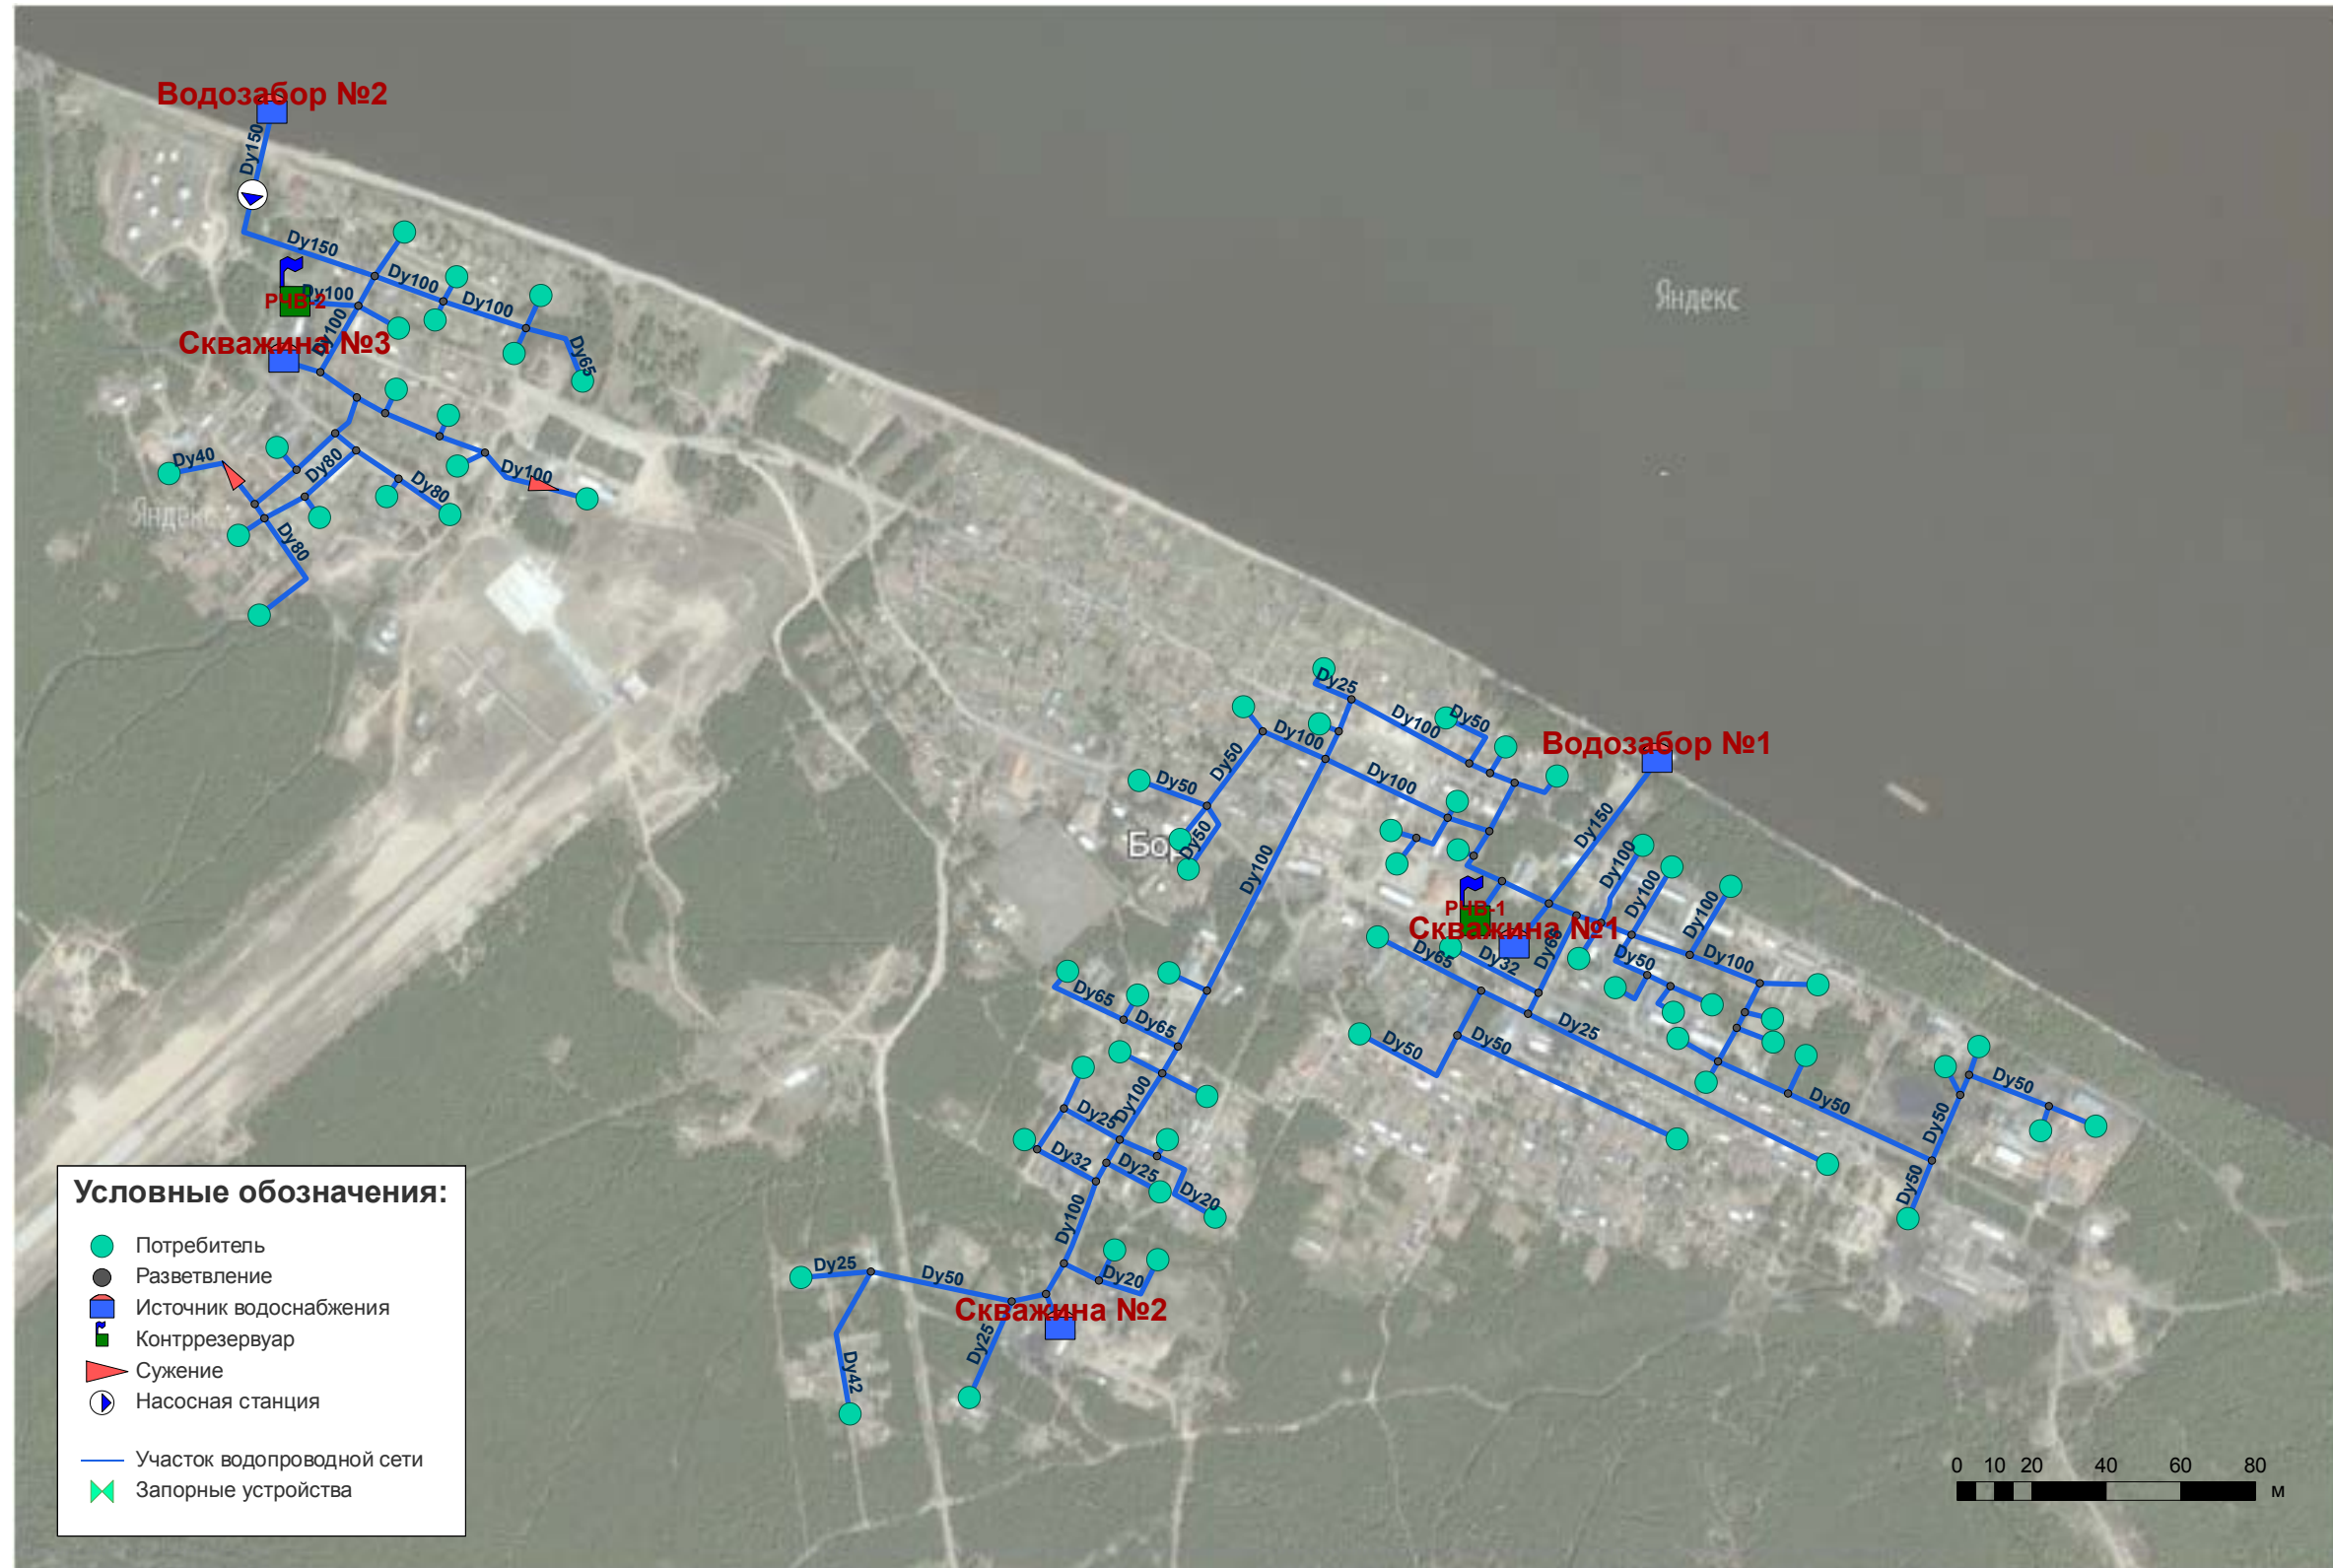 Водозабор №2
Dy150
Dy150
Dy100
Dy100
РЧВ-2
Dy100
Dy100
Dy65
Скважина №3
Dy40
Dy80
Dy80
Dy100
Яндекс
Dy80
Яндекс
Dy25
Dy100
Dy50
Dy100
Dy50
Dy50
Dy100
Водозабор №1
Dy150
Бор
Dy50
Dy100
Dy100
Dy100
Dy100
РЧВ-1
Скважина №1
Dy65
Dy32
Dy65
Dy50
Dy100
Dy65
Dy65
Dy50
Dy50
Dy25
Dy100
Dy25
Dy32
Dy25
Dy20
Dy50
Dy50
Dy50
Dy50
Dy100
Dy25
Dy50
Dy20
Скважина №2
Dy25
Dy42
Условные обозначения:
Потребитель
Разветвление
Источник водоснабжения
Контррезервуар
Сужение
Насосная станция
Участок водопроводной сети
Запорные устройства
0 10 20 40 60 80
м